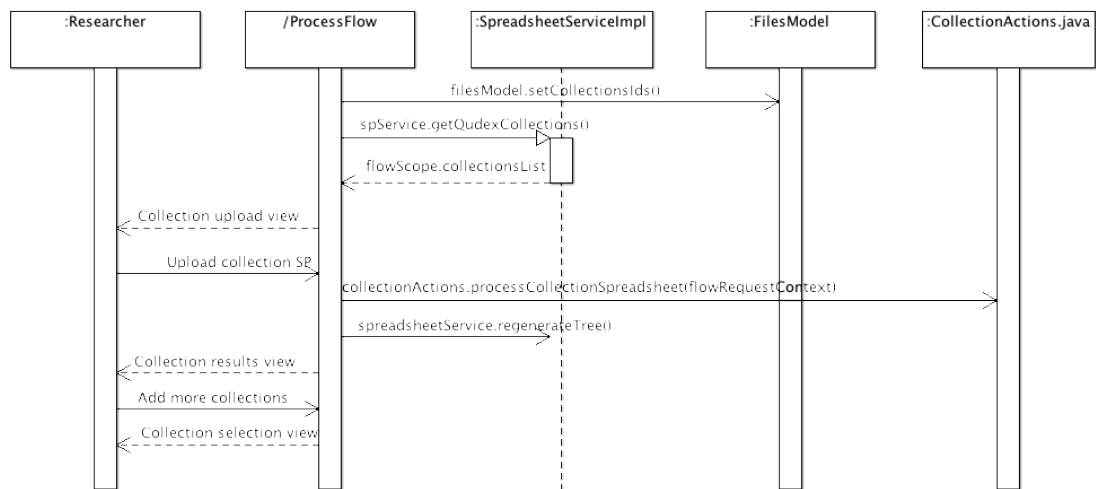 :Researcher
/ProcessFlow
:SpreadsheetServiceImpl
:FilesModel
:CollectionActions.java
filesModel.setCollectionsIds()
spService.getQudexCollections()
flowScope.collectionsList
Collection upload view
Upload collection SP
collectionActions.processCollectionSpreadsheet(flowRequestContext)
spreadsheetService.regenerateTree()
Collection results view
Add more collections
Collection selection view